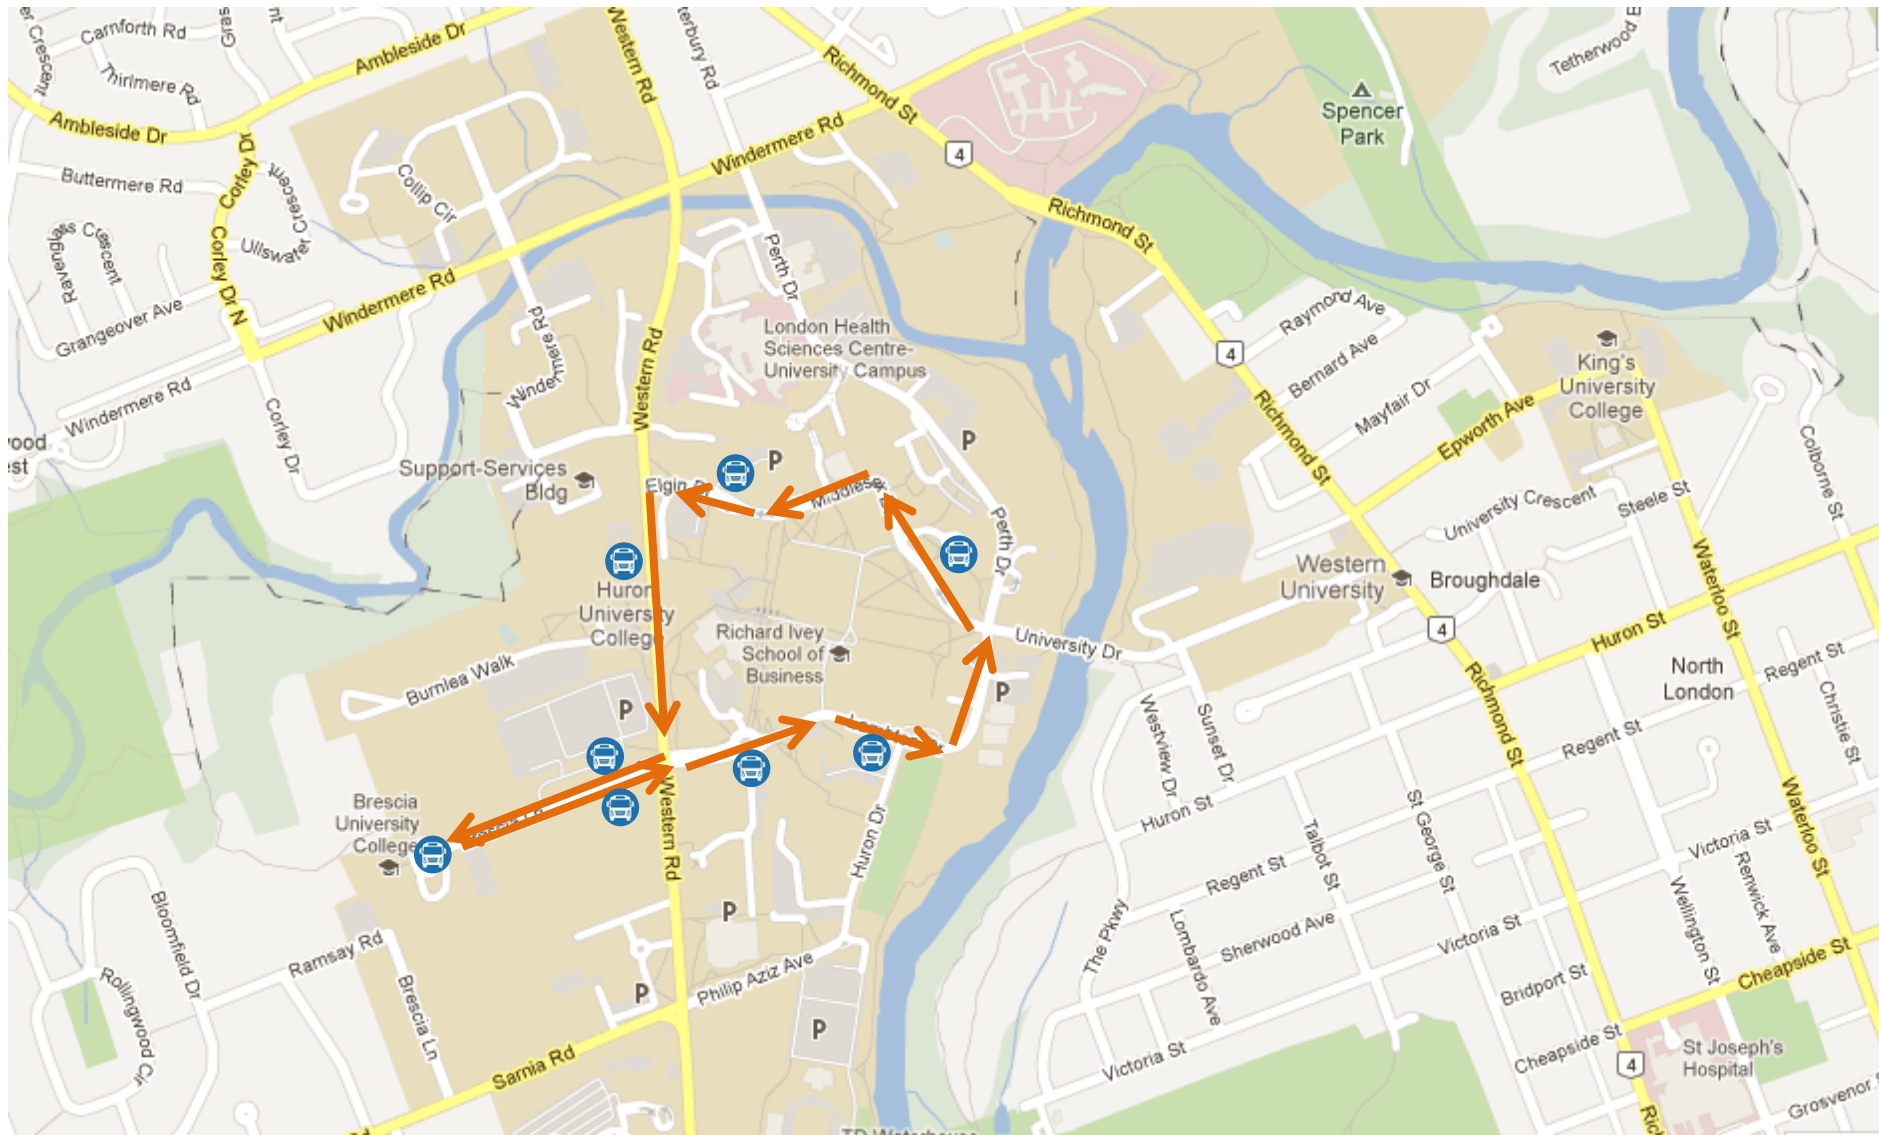 Carnforth Rd
Thirlmere Rd
Ambleside Dr
Ambleside Dr
Buttermere Rd
Corley Dr
Crescent
Crescent
Ullswater
Corley Dr N
Grangeover Ave
Windermere Rd
Windermere Rd
Corley Dr
Collip Cir
Western Rd
Richmond St
Windermere Rd
4
Spencer
Park
Perth Dr
Richmond St
London Health
Sciences Centre-
University Campus
Western Rd
4
Raymond Ave
Bernard Ave
Mayfair Dr
King's
University
College
Epworth Ave
Richmond St
Colborne St
Support-Services
Bldg
P
P
Elgin Dr
Perth Dr
University Crescent
Steele St
Western
University
Broughdale
Waterloo St
Huron
University
College
Richard Ivey
School of
Business
University Dr
4
Huron St
North
London
Regent St
Christie St
Burnlea Walk
P
P
Westview Dr
Sunset Dr
Richmond St
Regent St
Huron St
Brescia
University
College
Western Rd
Huron Dr
Talbot St
St George St
Waterloo St
Victoria St
Renwick Ave
Wellington St
Regent St
Sherwood Ave
Victoria St
The Pkwy
Lombardo Ave
Bridport St
Cheapside St
Bloomfield Dr
Ramsay Rd
Rollingwood Cir
Brescia Ln
P
P
P
Philip Aziz Ave
Sarnia Rd
Victoria St
Cheapside St
4
St Joseph's
Hospital
Grosvenor